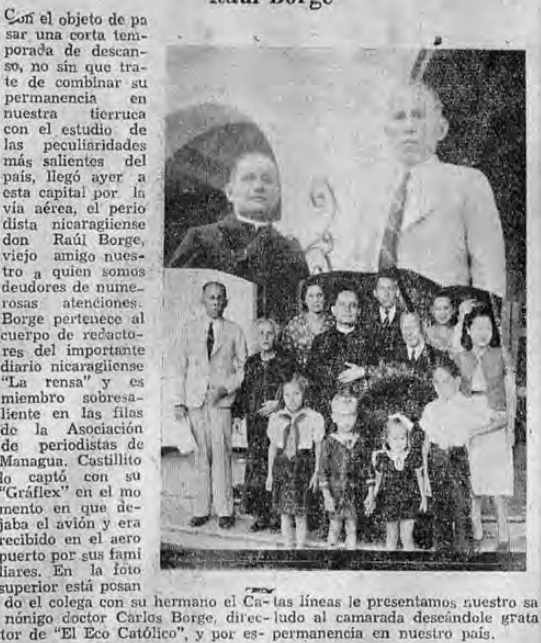 Raúl Borge
Con el objeto de pa
sar una corta tem-
porada de descan-
so, no sin que tra-
te de combinar su
permanencia en
nuestra tierruca
con el estudio de
las peculiaridades
más salientes del
país, llegó ayer a
esta capital por la
vía aérea, el perio
dista nicaragüense
don Raúl Borge,
viejo amigo nues-
tro a quien somos
deudores de nume-
rosas atenciones.
Borge pertenece al
cuerpo de redacto-
res del importante
diario nicaragüense
"La rensa" y es
miembro sobresa-
liente en las filas
de la Asociación
de periodistas de
Managua. Castillito
lo captó con su
"Gráflex" en el mo
mento en que de-
jaba el avión y era
recibido en el aero
puerto por sus fami
liares. En la foto
superior está posan
do el colega con su hermano el Ca-
nónigo doctor Carlos Borge, direc-
tor de "El Eco Católico", y por es-
tas líneas le presentamos nuestro sa
ludo al camarada deseándole grata
permanencia en nuestro país.